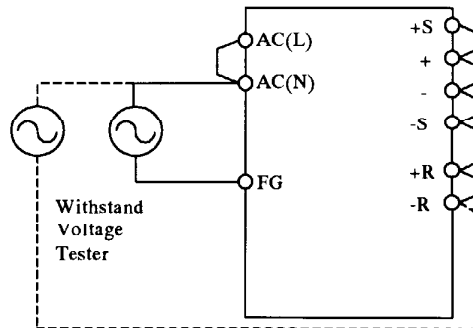 AC(L)
AC(N)
FG
+S
+
-
-S
+R
-R
Withstand
Voltage
Tester